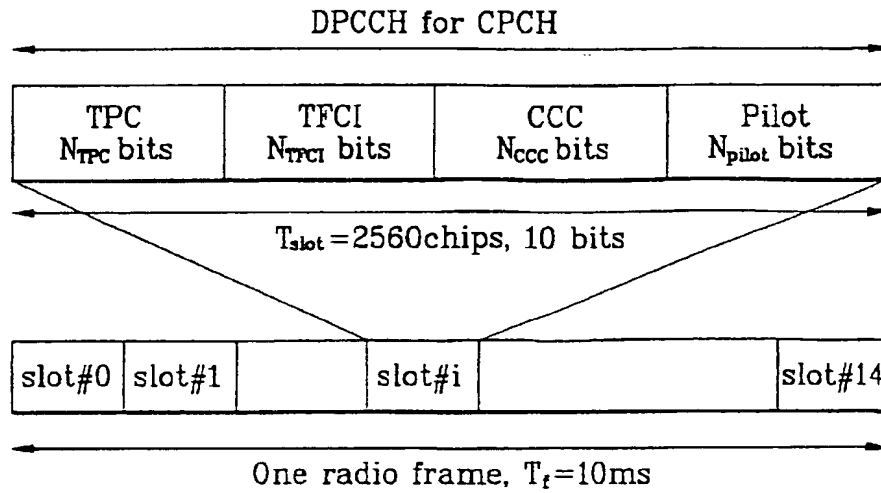 DPCCH for CPCH
TPC TFCI CCC Pilot
N_TPC bits N_TFCI bits N_CCC bits N_pilot bits
T_slot=2560chips, 10 bits
slot#0 slot#1 slot#i slot#14
One radio frame, T_f=10ms